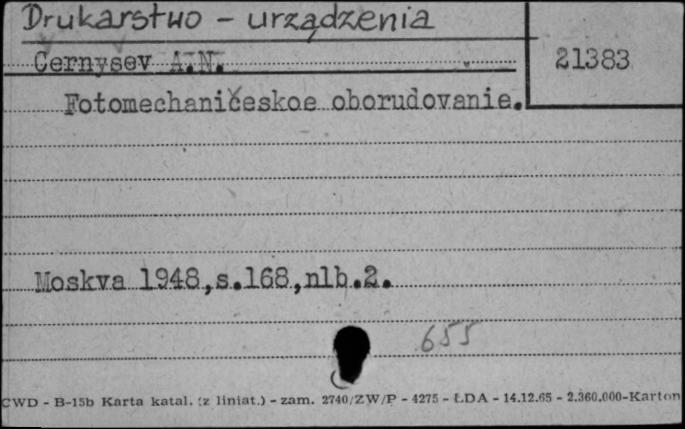 Drukarstwo - urządzenia
Černyšev A.N.
21383
Fotomechaničeskoe oborudovanie.
Moskva 1948,s.168,nlb.2.
655
CWD - B-15b Karta katal. (z liniat.) - zam. 2740/ZW/P - 4275 - ŁDA - 14.12.65 - 2.360.000-Karton